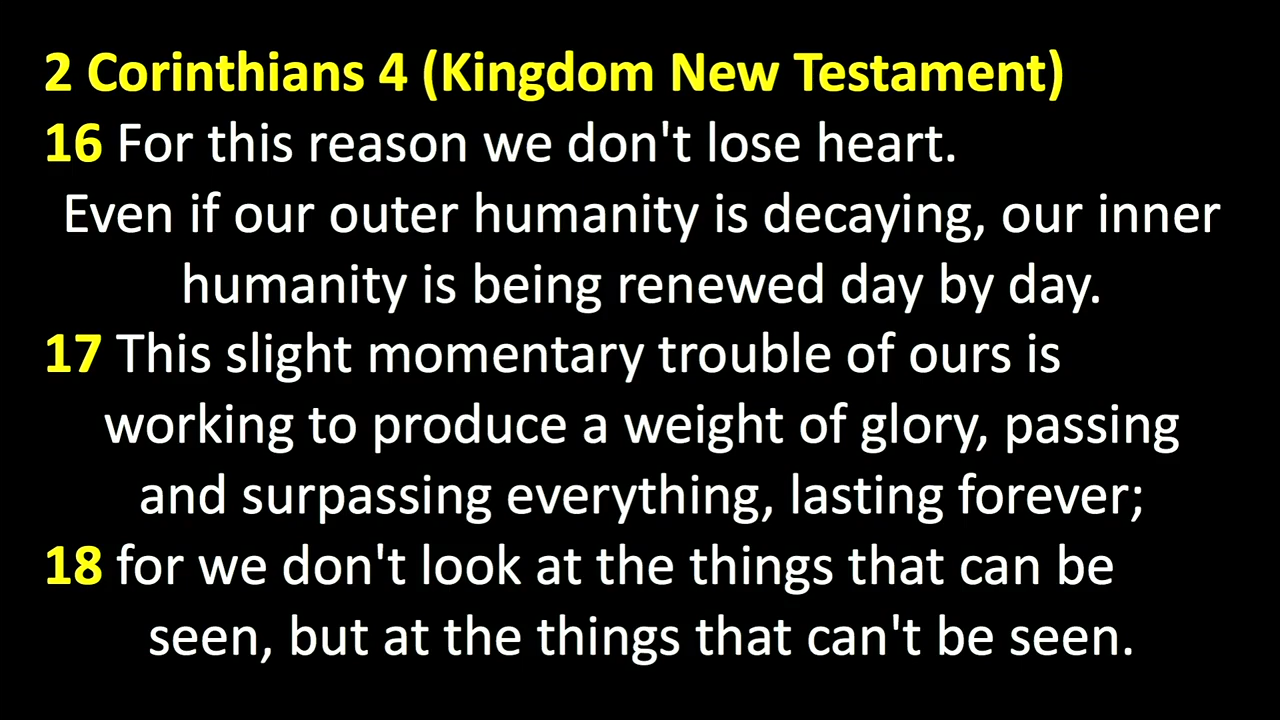 2 Corinthians 4 (Kingdom New Testament)
16 For this reason we don't lose heart.
Even if our outer humanity is decaying, our inner
humanity is being renewed day by day.
17 This slight momentary trouble of ours is
working to produce a weight of glory, passing
and surpassing everything, lasting forever;
18 for we don't look at the things that can be
seen, but at the things that can't be seen.